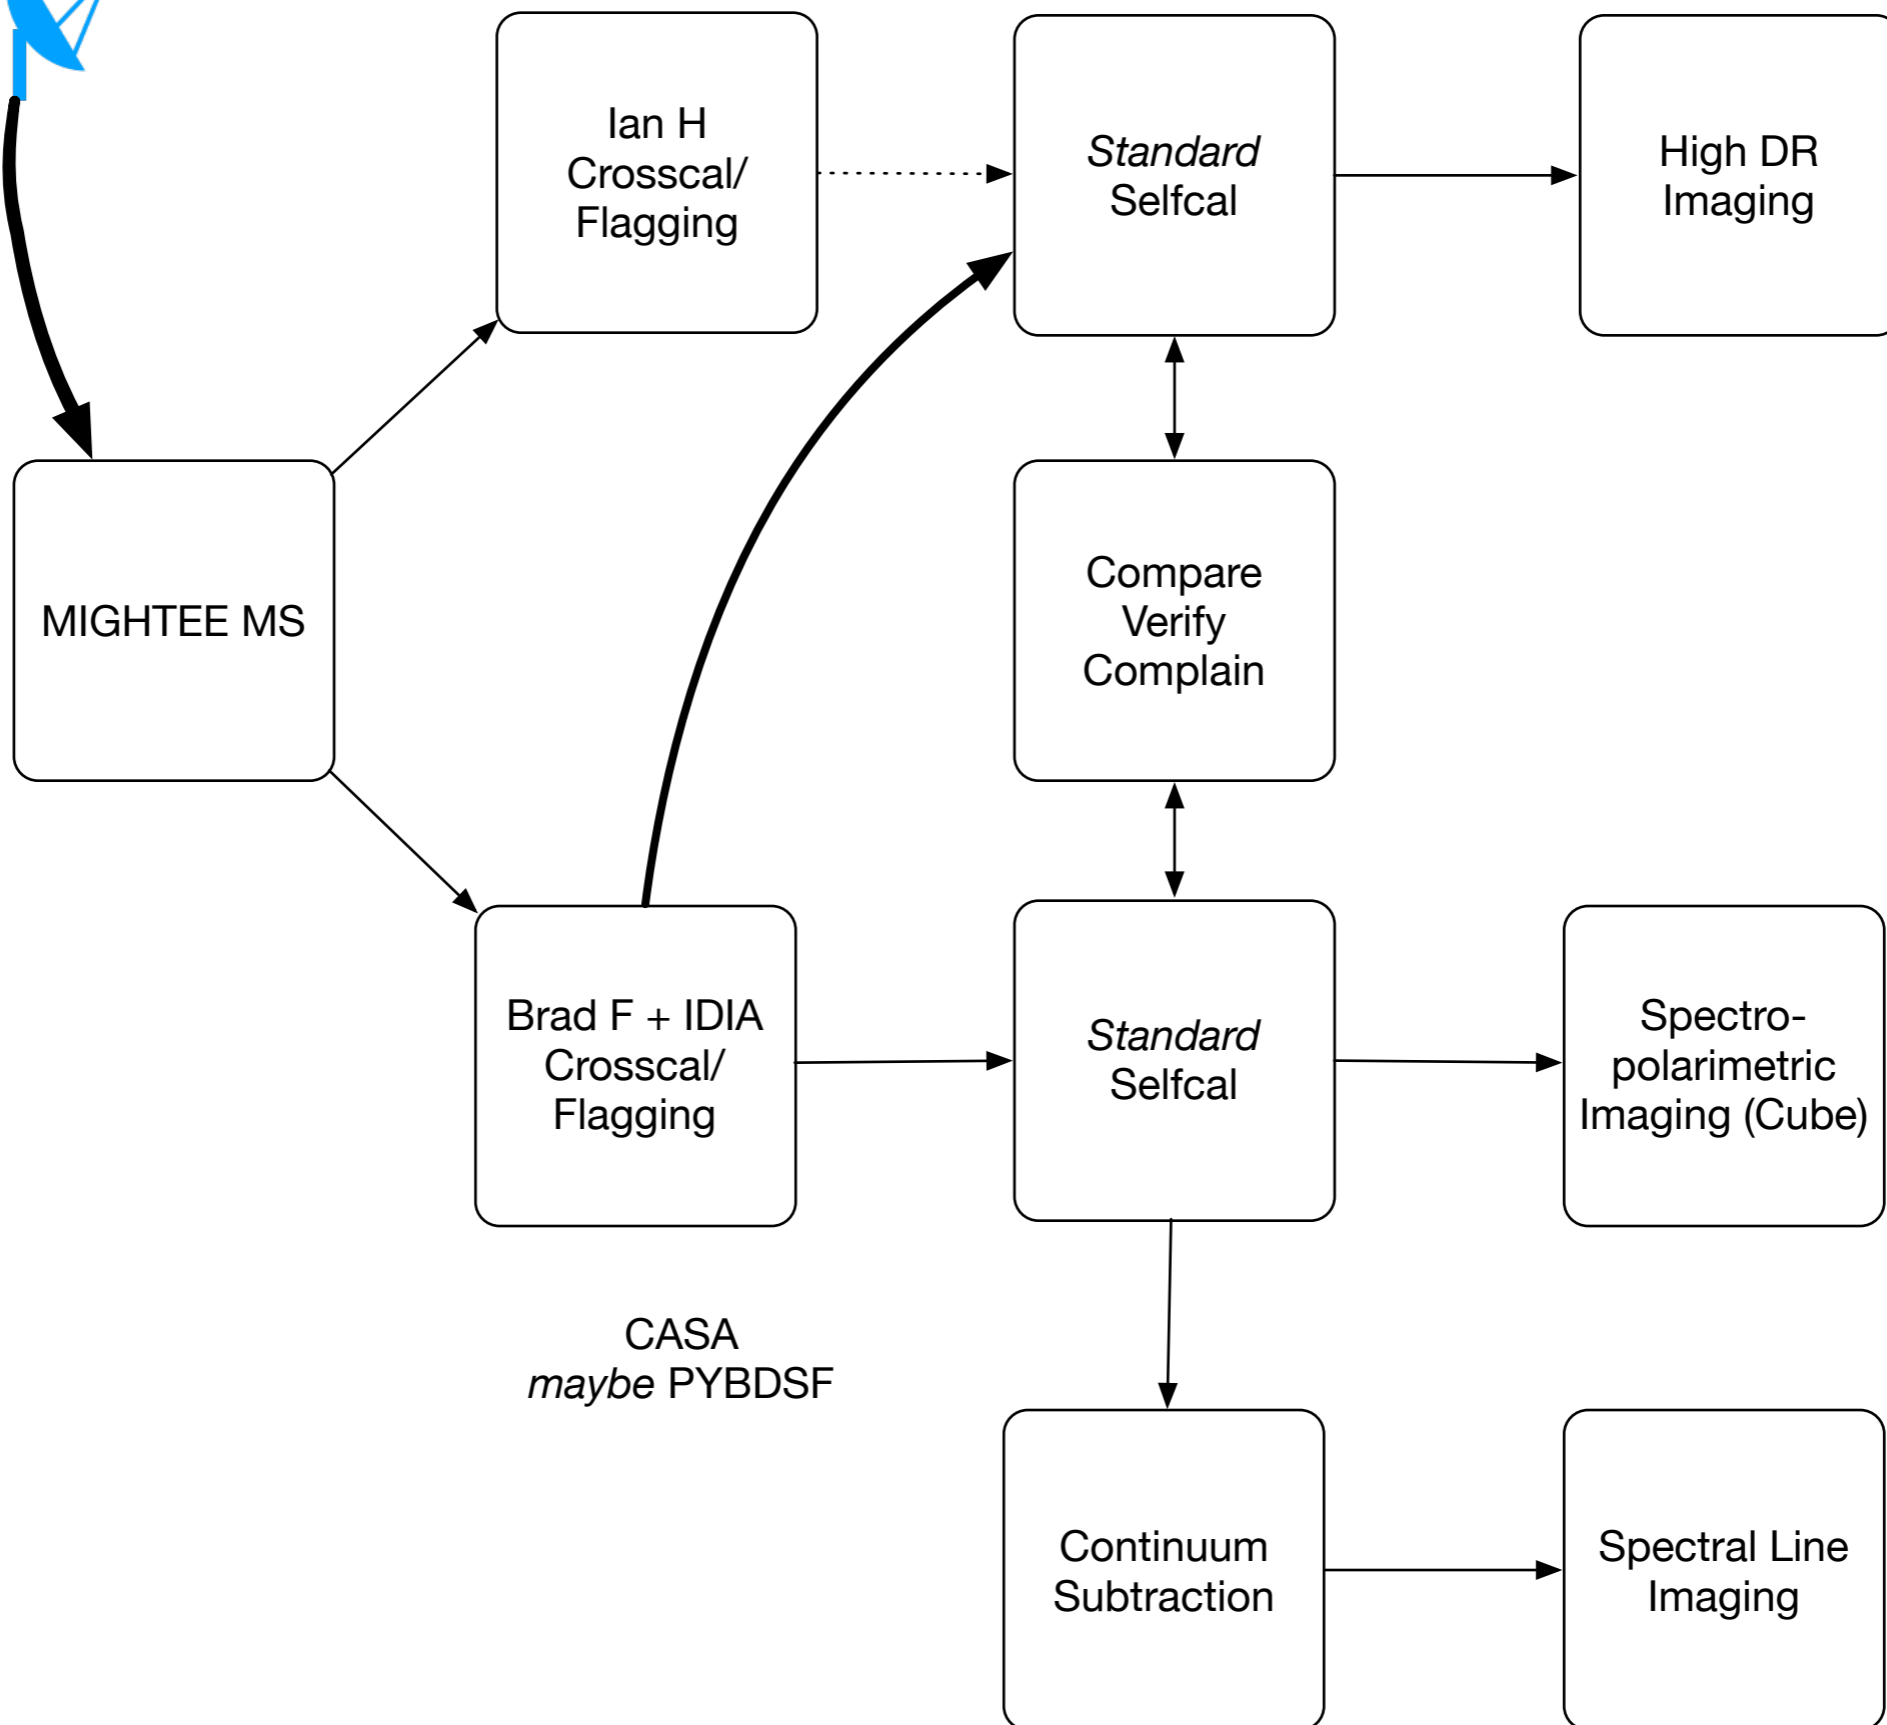 Ian H
Crosscal/
Flagging
Standard
Selfcal
High DR
Imaging
MIGHTEE MS
Compare
Verify
Complain
Brad F + IDIA
Crosscal/
Flagging
Standard
Selfcal
Spectro-
polarimetric
Imaging (Cube)
CASA
maybe PYBDSF
Continuum
Subtraction
Spectral Line
Imaging